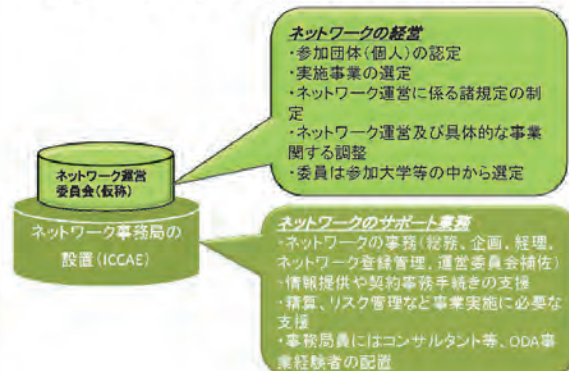 ネットワークの経営
・参加団体(個人)の認定
・実施事業の選定
・ネットワーク運営に係る諸規定の制
定
・ネットワーク運営及び具体的な事業
関する調整
・委員は参加大学等の中から選定
ネットワーク運営
委員会(仮称)
ネットワーク事務局の
設置(ICCAE)
ネットワークのサポート業務
・ネットワークの事務(総務、企画、経理、
ネットワーク登録管理、運営委員会補佐)
・情報提供や契約事務手続きの支援
・精算、リスク管理など事業実施に必要な
支援
・事務局員にはコンサルタント等、ODA事
業経験者の配置